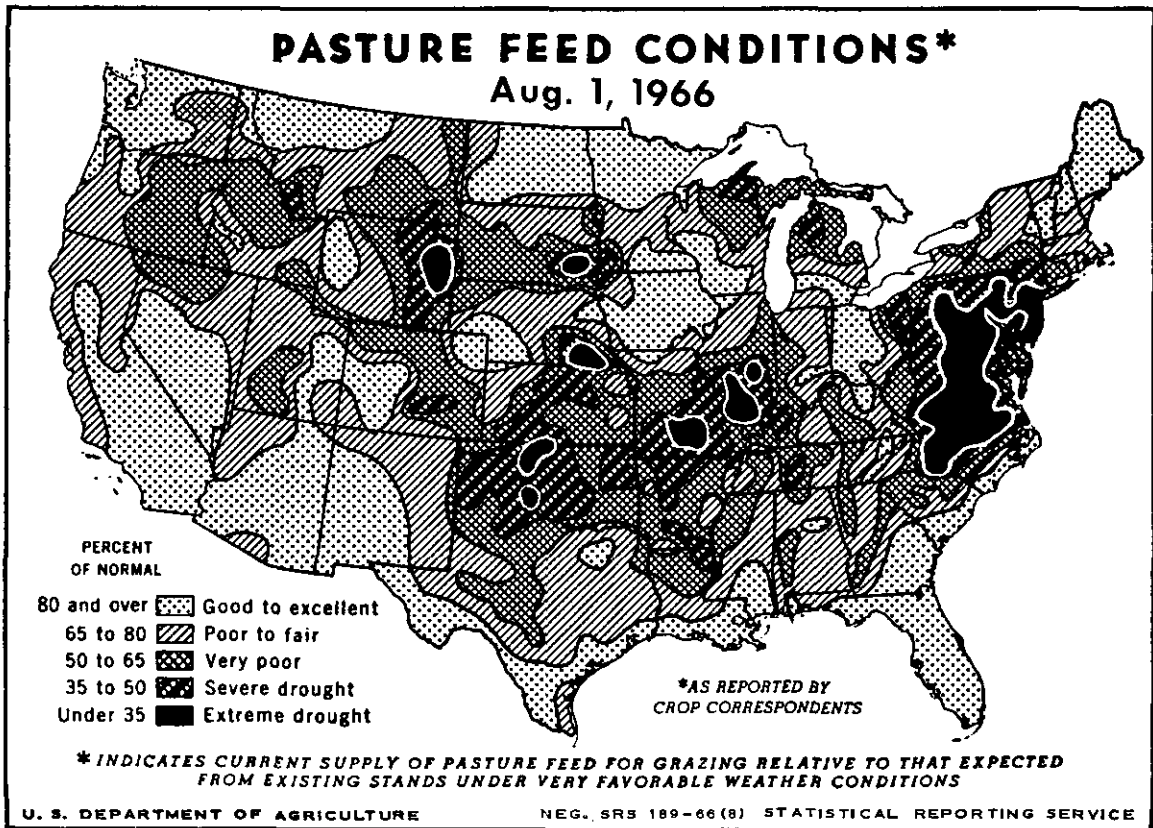 PASTURE FEED CONDITIONS*
Aug. 1, 1966
PERCENT
OF NORMAL
80 and over Good to excellent
65 to 80 Poor to fair
50 to 65 Very poor
35 to 50 Severe drought
Under 35 Extreme drought
*AS REPORTED BY
CROP CORRESPONDENTS
* INDICATES CURRENT SUPPLY OF PASTURE FEED FOR GRAZING RELATIVE TO THAT EXPECTED
FROM EXISTING STANDS UNDER VERY FAVORABLE WEATHER CONDITIONS
U. S. DEPARTMENT OF AGRICULTURE NEG. SRS 189-66(8) STATISTICAL REPORTING SERVICE